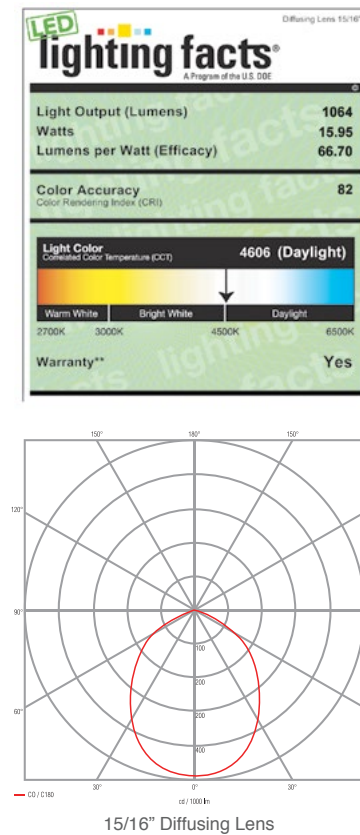 Diffusing Lens 15/16"
LED
lighting facts®
A Program of the U.S. DOE
Light Output (Lumens) 1064
Watts 15.95
Lumens per Watt (Efficacy) 66.70
Color Accuracy 82
Color Rendering Index (CRI)
Light Color 4606 (Daylight)
Correlated Color Temperature (CCT)
Warm White Bright White Daylight
2700K 3000K 4500K 6500K
Warranty** Yes
150° 180° 150°
120°
90°
100
60°
200
200
400
30° 0° 30°
C0 / C180
cd / 1000 lm
15/16" Diffusing Lens